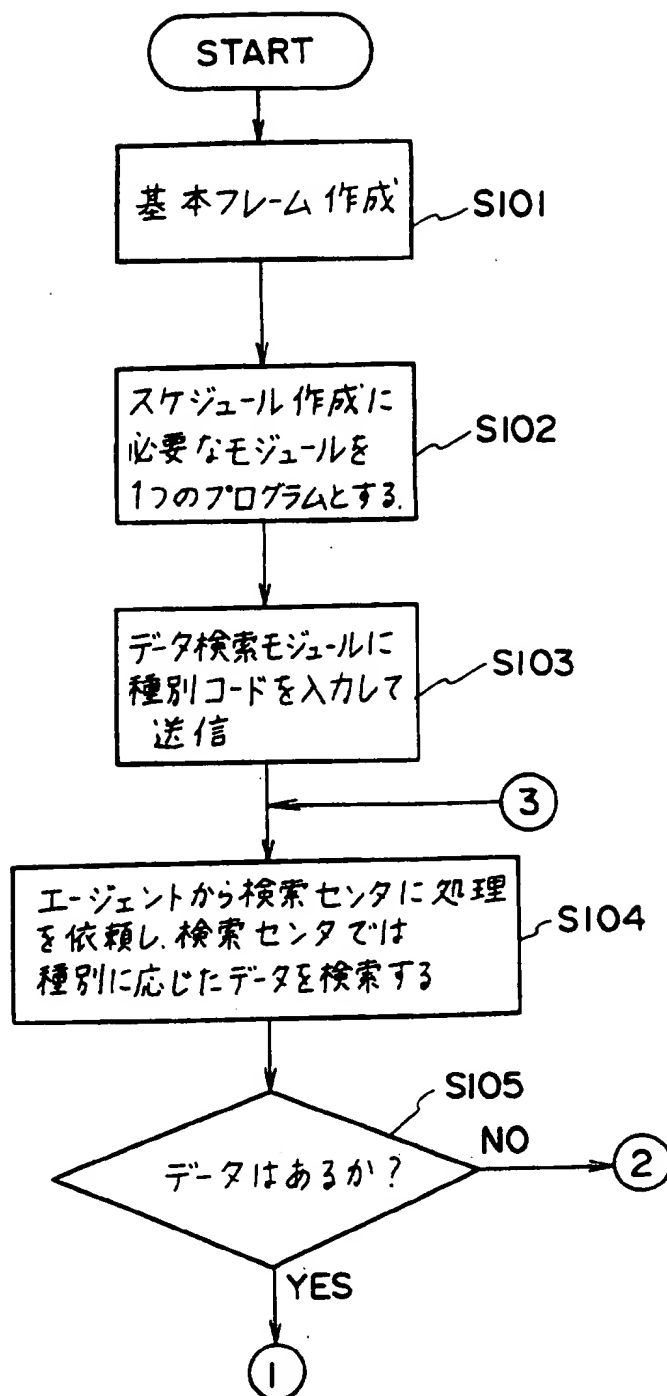 START
基本フレーム作成
S101
スケジュール作成に
必要なモジュールを
1つのプログラムとする.
S102
データ検索モジュールに
種別コードを入力して
送信
S103
3
エージェントから検索センタに処理
を依頼し、検索センタでは
種別に応じたデータを検索する
S104
S105
データはあるか?
NO
2
YES
1